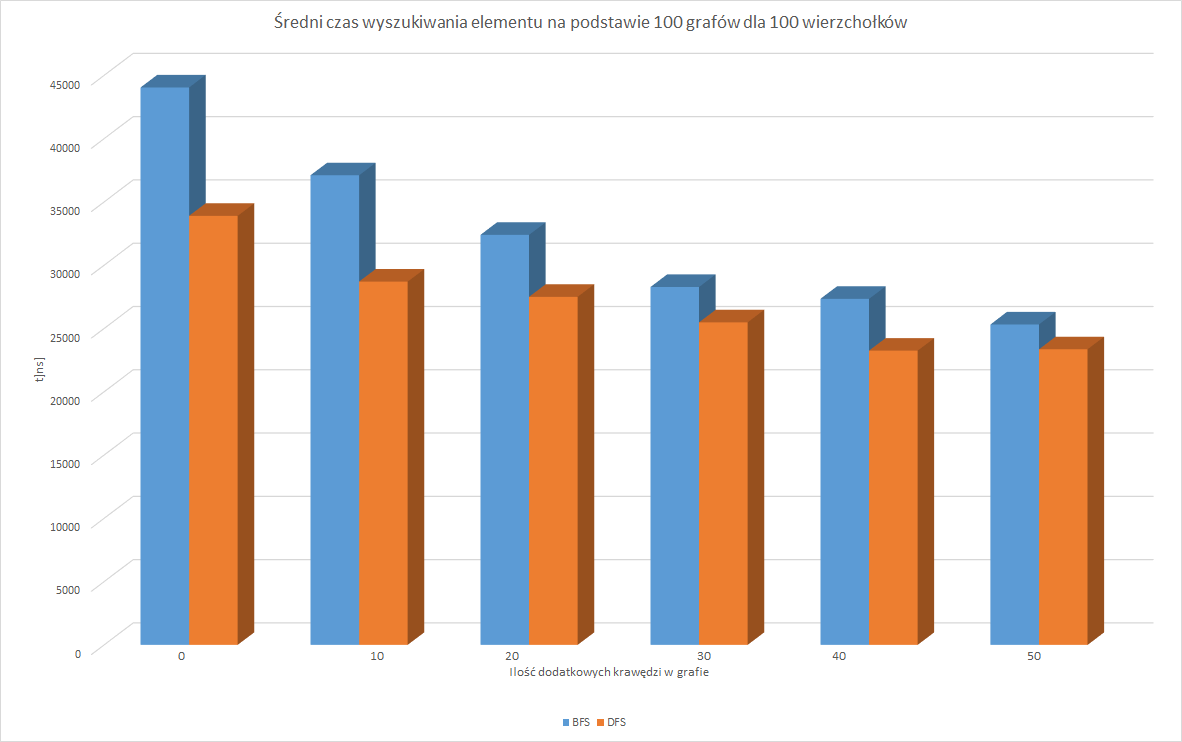 Średni czas wyszukiwania elementu na podstawie 100 grafów dla 100 wierzchołków
45000
40000
35000
30000
25000
20000
15000
10000
5000
0
t]ns]
0 10 20 30 40 50
Ilość dodatkowych krawędzi w grafie
BFS DFS